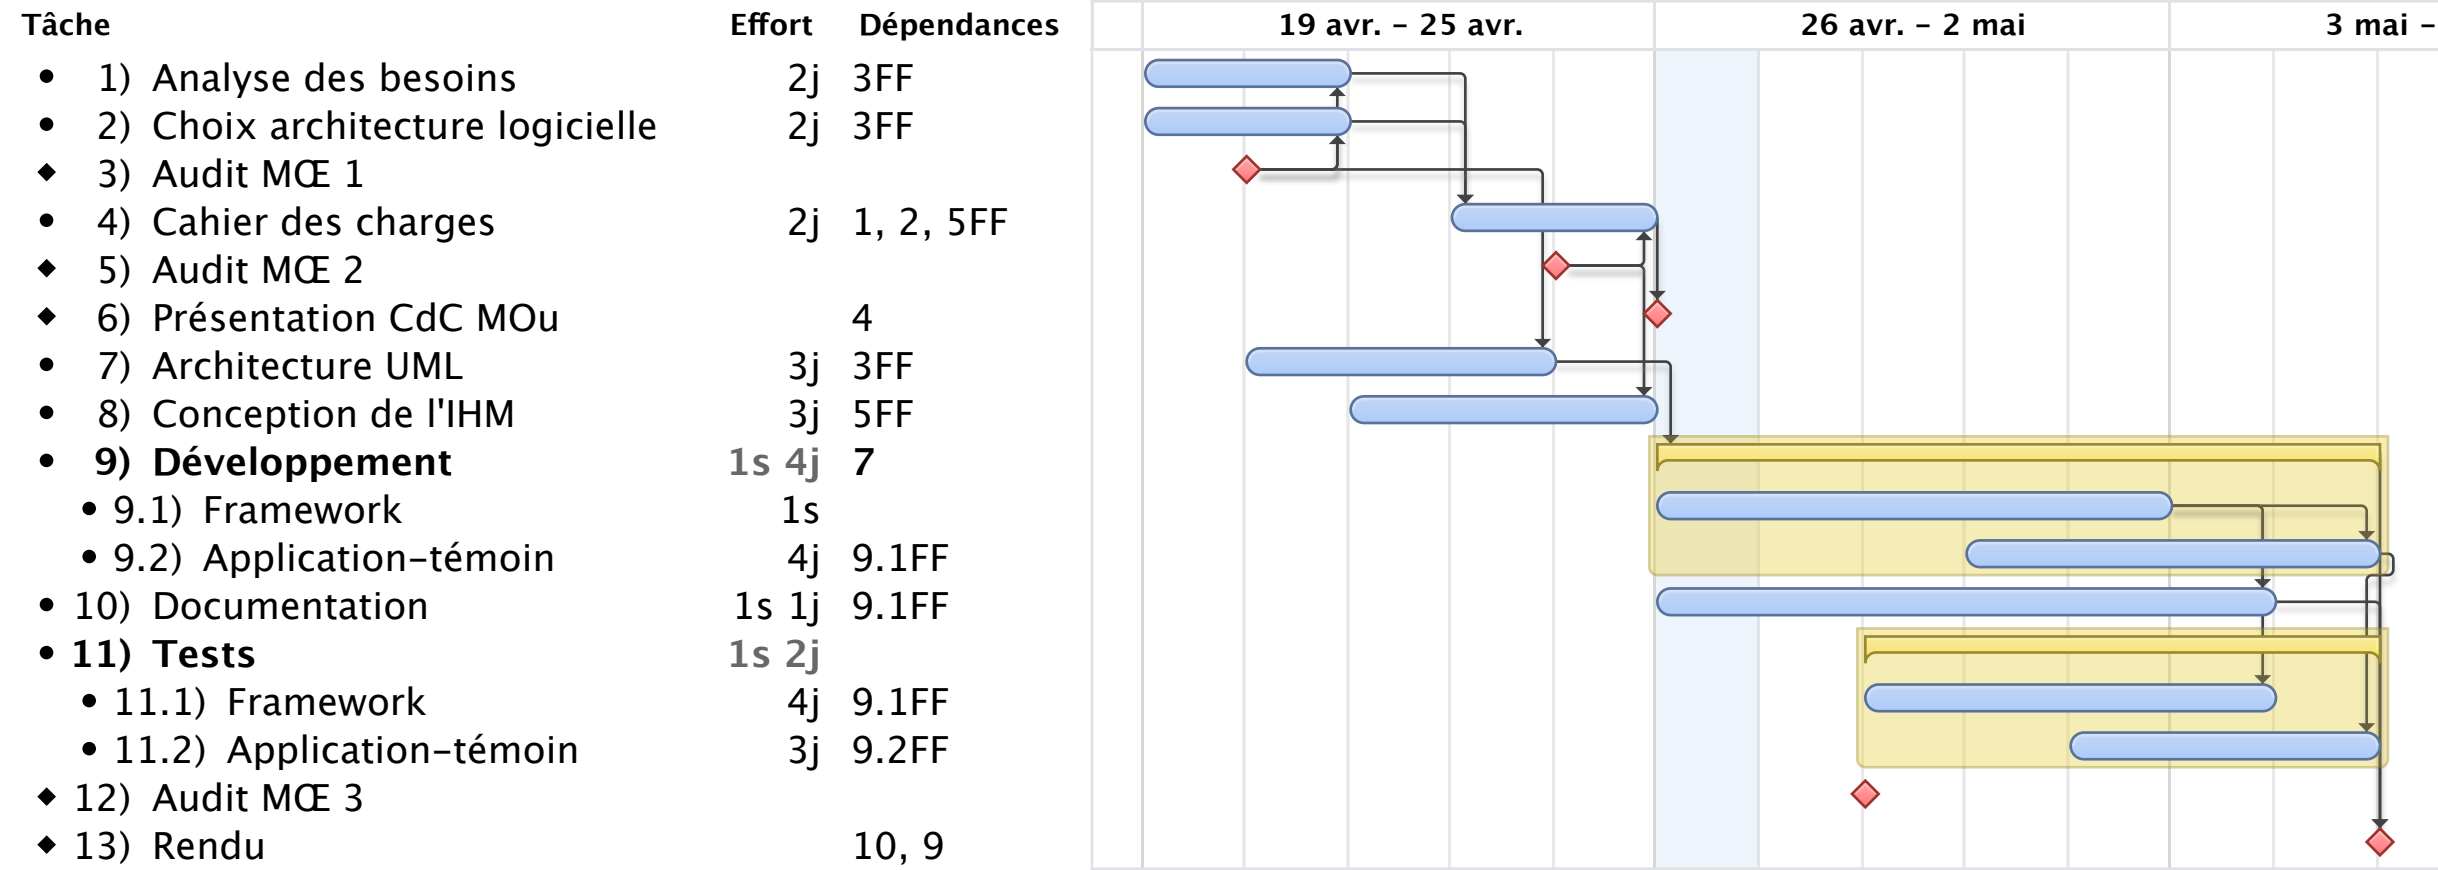 Tâche Effort Dépendances 19 avr. – 25 avr. 26 avr. – 2 mai 3 mai –
• 1) Analyse des besoins 2j 3FF
• 2) Choix architecture logicielle 2j 3FF
◆ 3) Audit MŒ 1
• 4) Cahier des charges 2j 1, 2, 5FF
◆ 5) Audit MŒ 2
◆ 6) Présentation CdC MOu 4
• 7) Architecture UML 3j 3FF
• 8) Conception de l'IHM 3j 5FF
• 9) Développement 1s 4j 7
• 9.1) Framework 1s
• 9.2) Application-témoin 4j 9.1FF
• 10) Documentation 1s 1j 9.1FF
• 11) Tests 1s 2j
• 11.1) Framework 4j 9.1FF
• 11.2) Application-témoin 3j 9.2FF
◆ 12) Audit MŒ 3
◆ 13) Rendu 10, 9